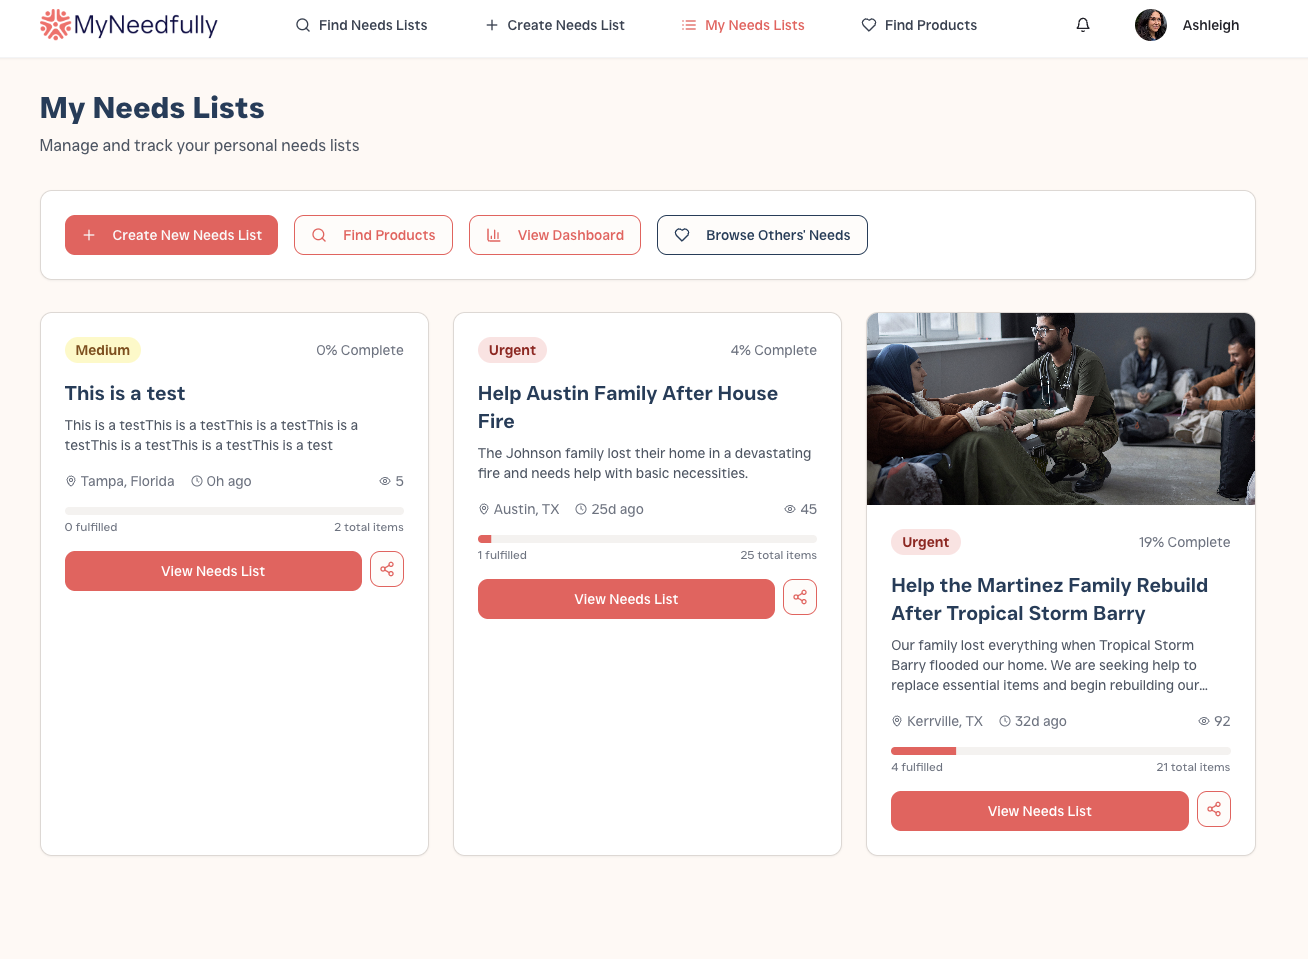 MyNeedfully
Find Needs Lists
Create Needs List
My Needs Lists
Find Products
Ashleigh
My Needs Lists
Manage and track your personal needs lists
Create New Needs List
Find Products
View Dashboard
Browse Others' Needs
Medium
0% Complete
This is a test
This is a testThis is a testThis is a testThis is a
testThis is a testThis is a testThis is a test
Tampa, Florida
0h ago
5
0 fulfilled
2 total items
View Needs List
Urgent
4% Complete
Help Austin Family After House
Fire
The Johnson family lost their home in a devastating
fire and needs help with basic necessities.
Austin, TX
25d ago
45
1 fulfilled
25 total items
View Needs List
Urgent
19% Complete
Help the Martinez Family Rebuild
After Tropical Storm Barry
Our family lost everything when Tropical Storm
Barry flooded our home. We are seeking help to
replace essential items and begin rebuilding our...
Kerrville, TX
32d ago
92
4 fulfilled
21 total items
View Needs List